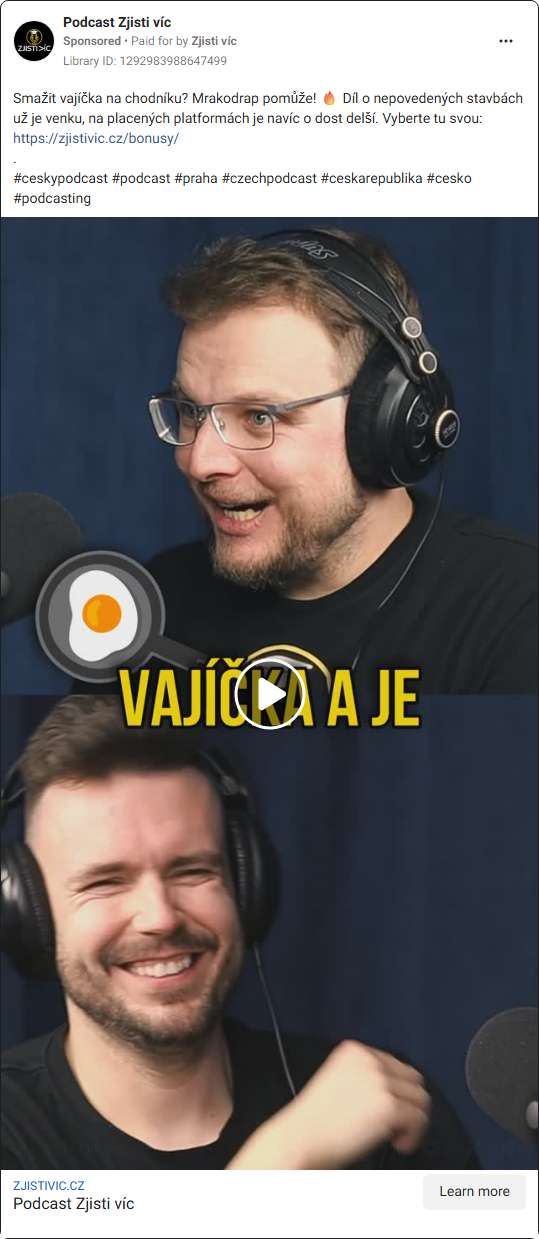 Podcast Zjisti víc
Sponsored • Paid for by Zjisti víc
Library ID: 1292983988647499
Smažit vajíčka na chodníku? Mrakodrap pomůže! 🔥 Díl o nepovedených stavbách
už je venku, na placených platformách je navíc o dost delší. Vyberte tu svou:
https://zjistivic.cz/bonusy/
.
#ceskypodcast #podcast #praha #czechpodcast #ceskarepublika #cesko
#podcasting
VAJÍČKA A JE
ZJISTIVIC.CZ
Podcast Zjisti víc
Learn more